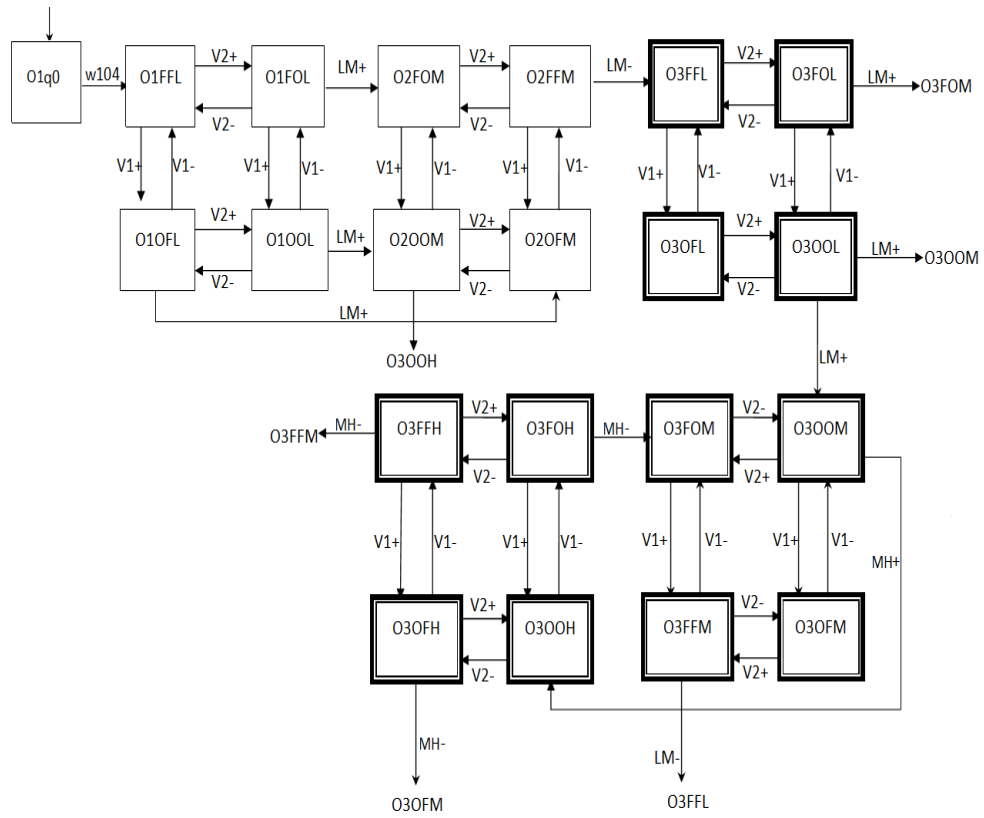 O1q0
w104
O1FFL
V2+
V2-
O1FOL
LM+
O2FOM
V2+
V2-
O2FFM
LM-
O3FFL
V2+
V2-
O3FOL
LM+
O3FOM
V1+
V1-
V1+
V1-
V1+
V1-
V1+
V1-
V1+
V1-
V1+
V1-
O1OFL
V2+
V2-
O1OOL
LM+
O2OOM
V2+
V2-
O2OFM
O3OFL
V2+
V2-
O3OOL
LM+
O3OOM
LM+
O3OOH
LM+
O3FFM
MH-
O3FFH
V2+
V2-
O3FOH
MH-
O3FOM
V2-
V2+
O3OOM
V1+
V1-
V1+
V1-
V1+
V1-
V1+
V1-
MH+
O3OFH
V2+
V2-
O3OOH
O3FFM
V2-
V2+
O3OFM
MH-
LM-
O3OFM
O3FFL